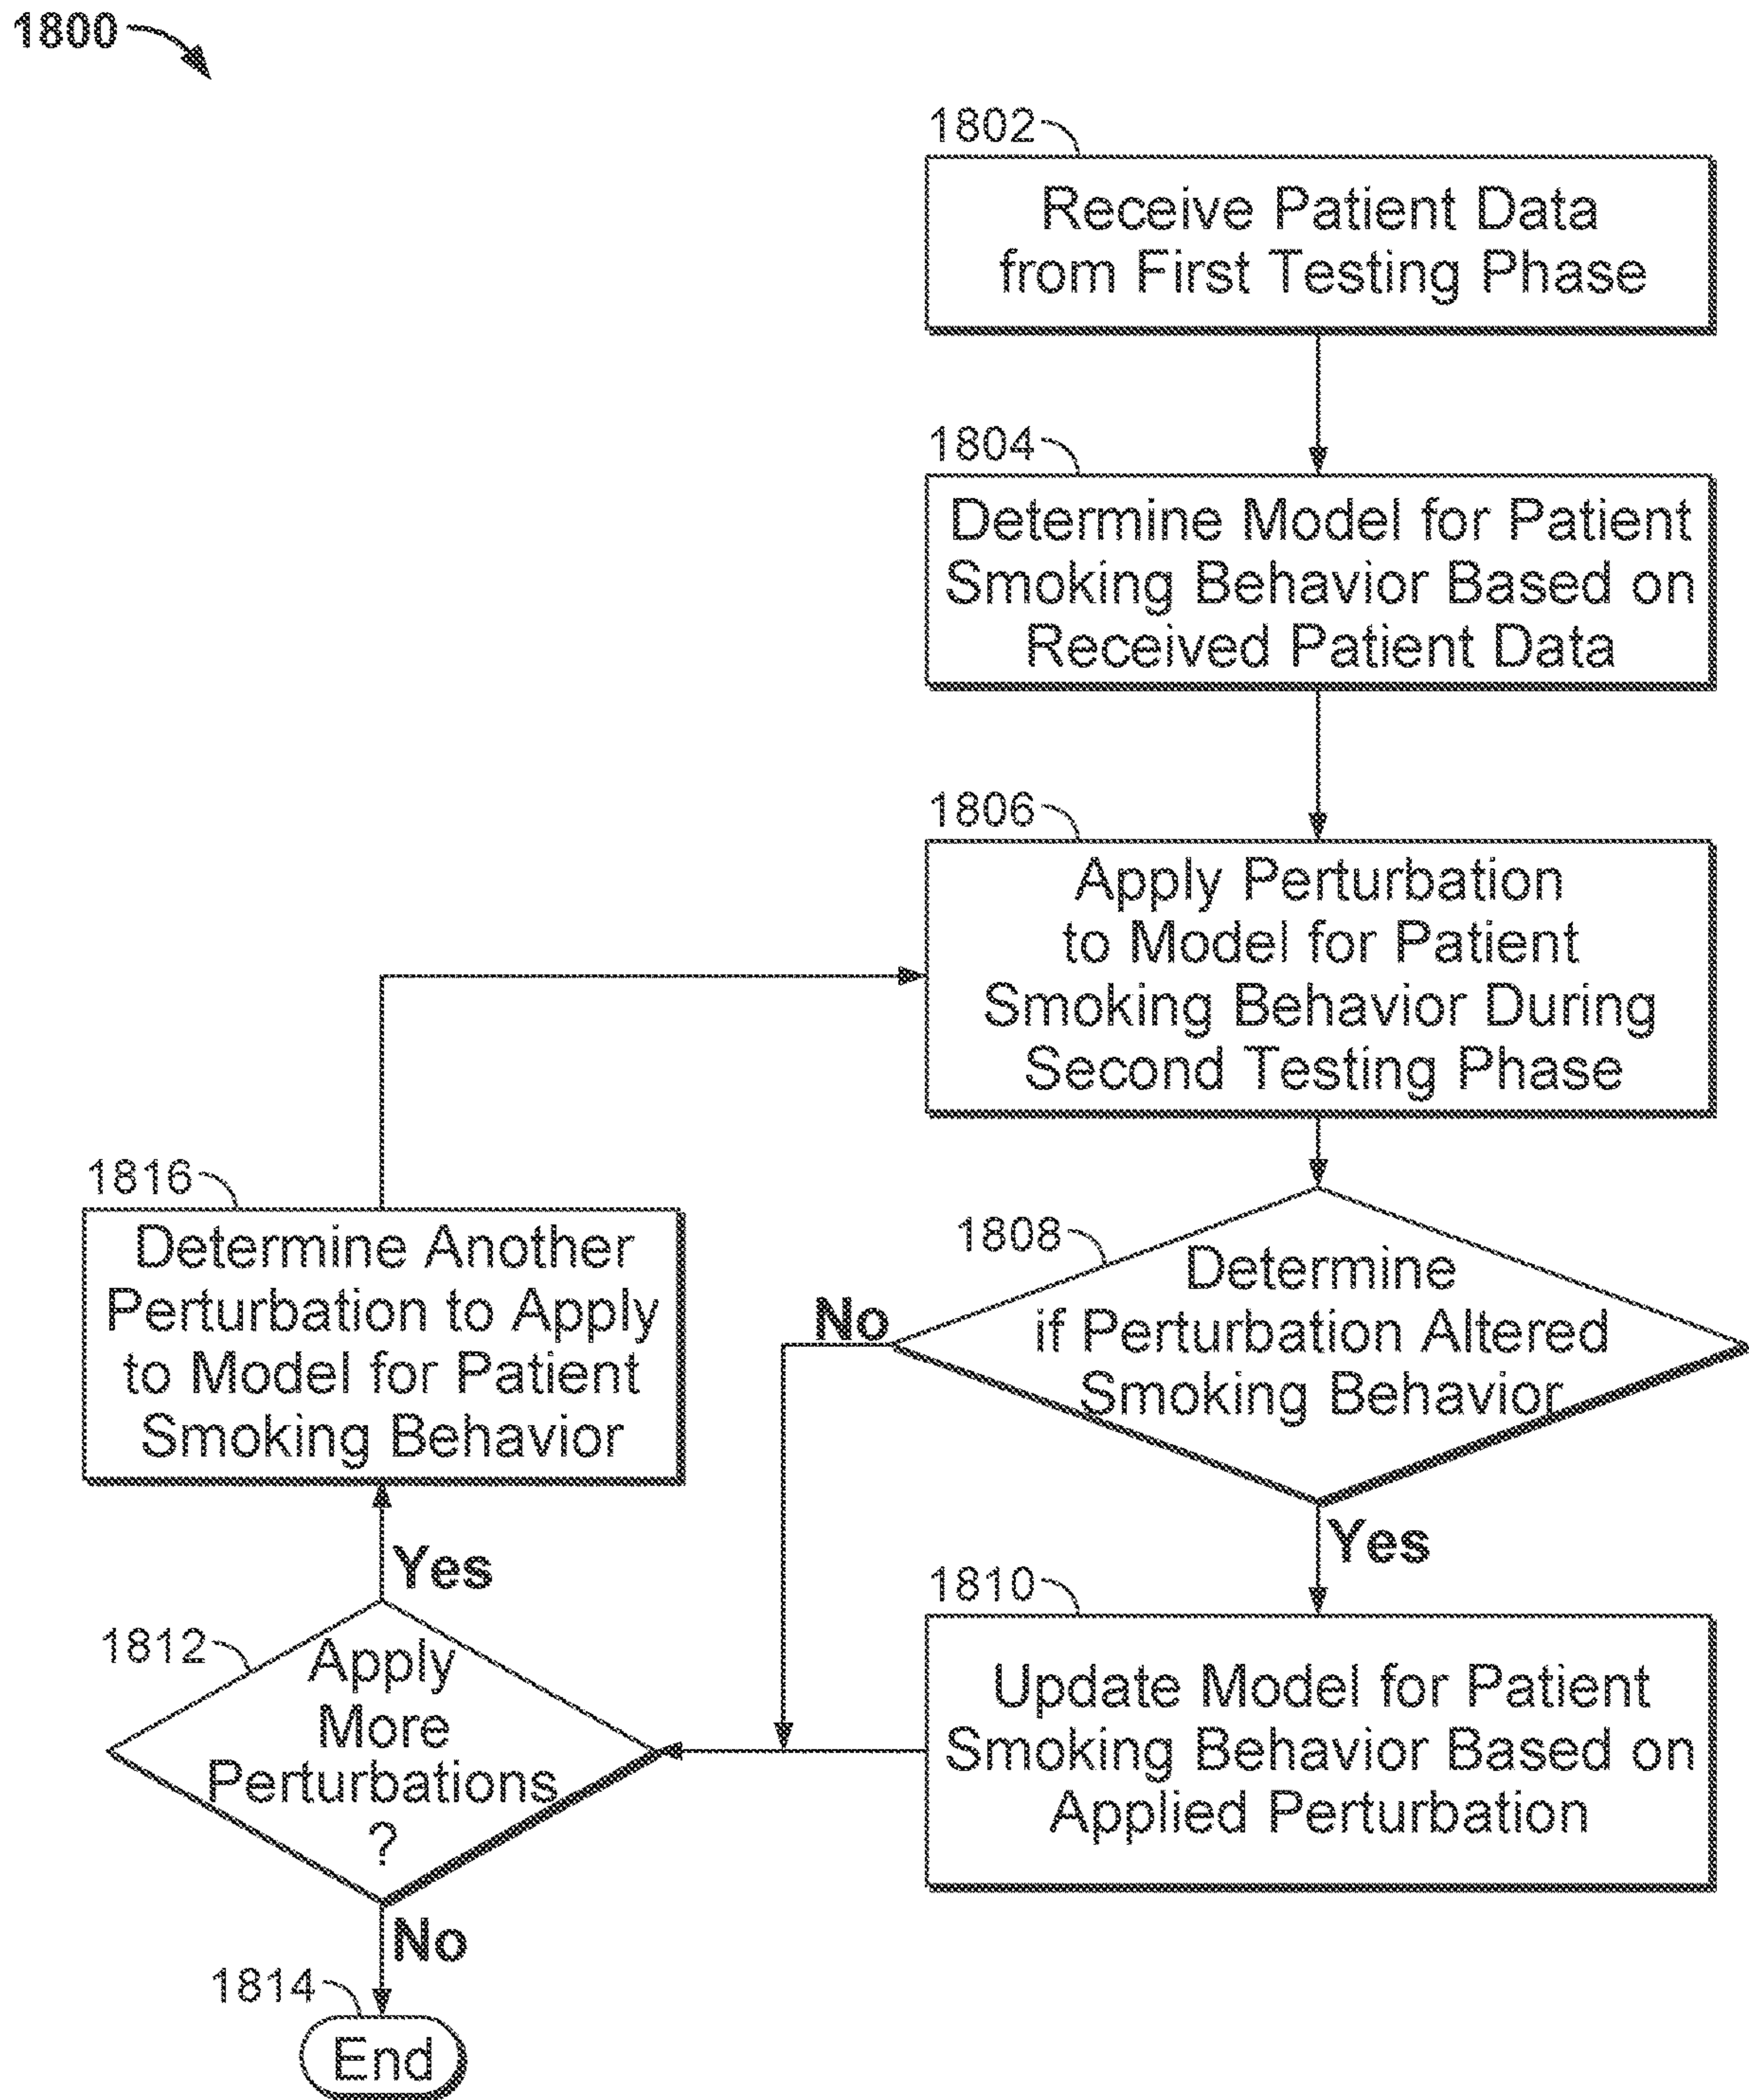 1800
1802
Receive Patient Data
from First Testing Phase
1804
Determine Model for Patient
Smoking Behavior Based on
Received Patient Data
1806
Apply Perturbation
to Model for Patient
Smoking Behavior During
Second Testing Phase
1808
Determine
if Perturbation Altered
Smoking Behavior
No
Yes
1810
Update Model for Patient
Smoking Behavior Based on
Applied Perturbation
1812
Apply
More
Perturbations
?
Yes
No
1816
Determine Another
Perturbation to Apply
to Model for Patient
Smoking Behavior
1814
End